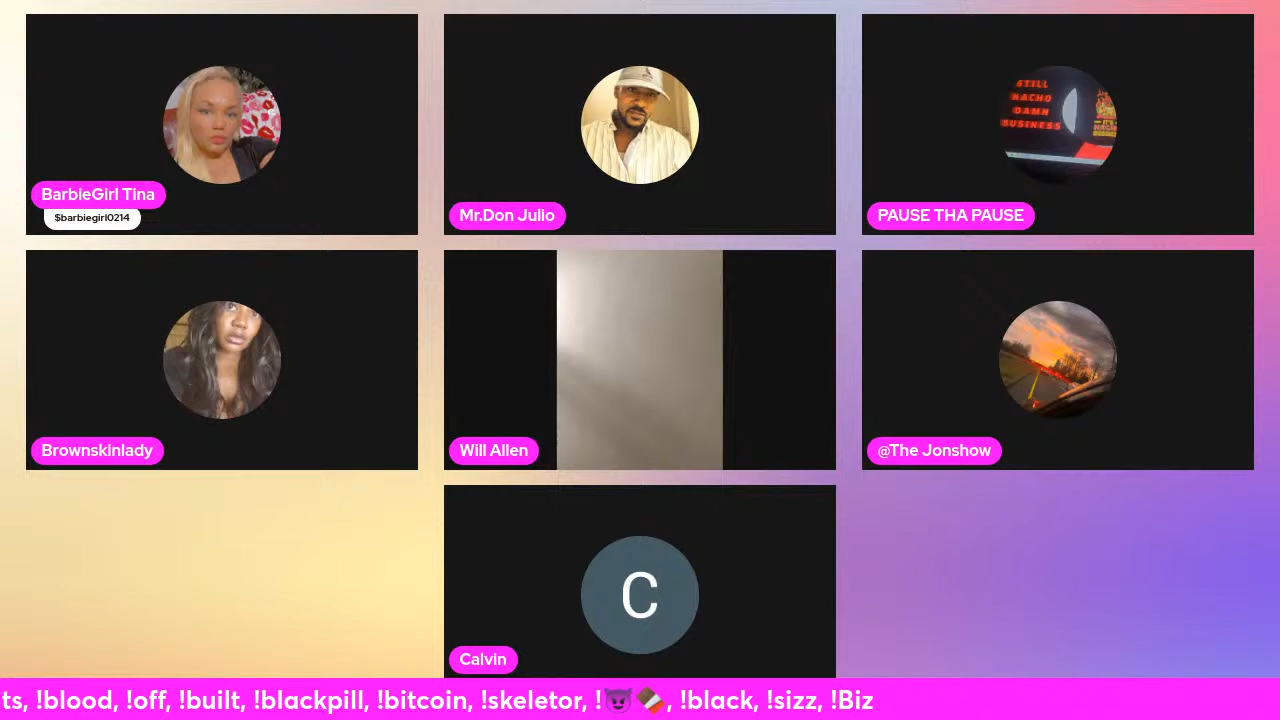 STILL
NACHO
DAMN
BUSINESS
BarbieGirl Tina
$barbiegirl0214
Mr.Don Julio
PAUSE THA PAUSE
Brownskinlady
Will Allen
@The Jonshow
C
Calvin
ts, !blood, !off, !built, !blackpill, !bitcoin, !skeletor, !😈🍫, !black, !sizz, !Biz